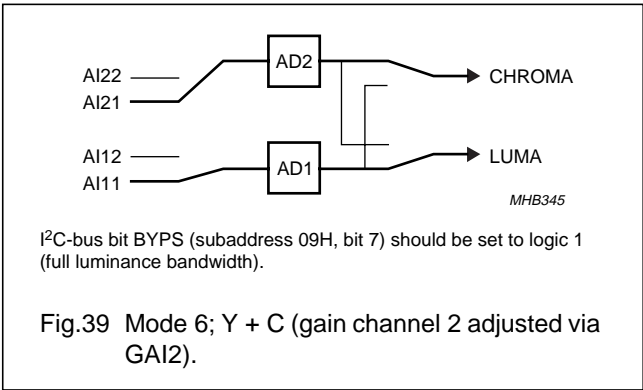 AD2
AI22
CHROMA
AI21
AI12
LUMA
AD1
AI11
MHB345
I2C-bus bit BYPS (subaddress 09H, bit 7) should be set to logic 1
(full luminance bandwidth).
Fig.39 Mode 6; Y + C (gain channel 2 adjusted via
GAI2).